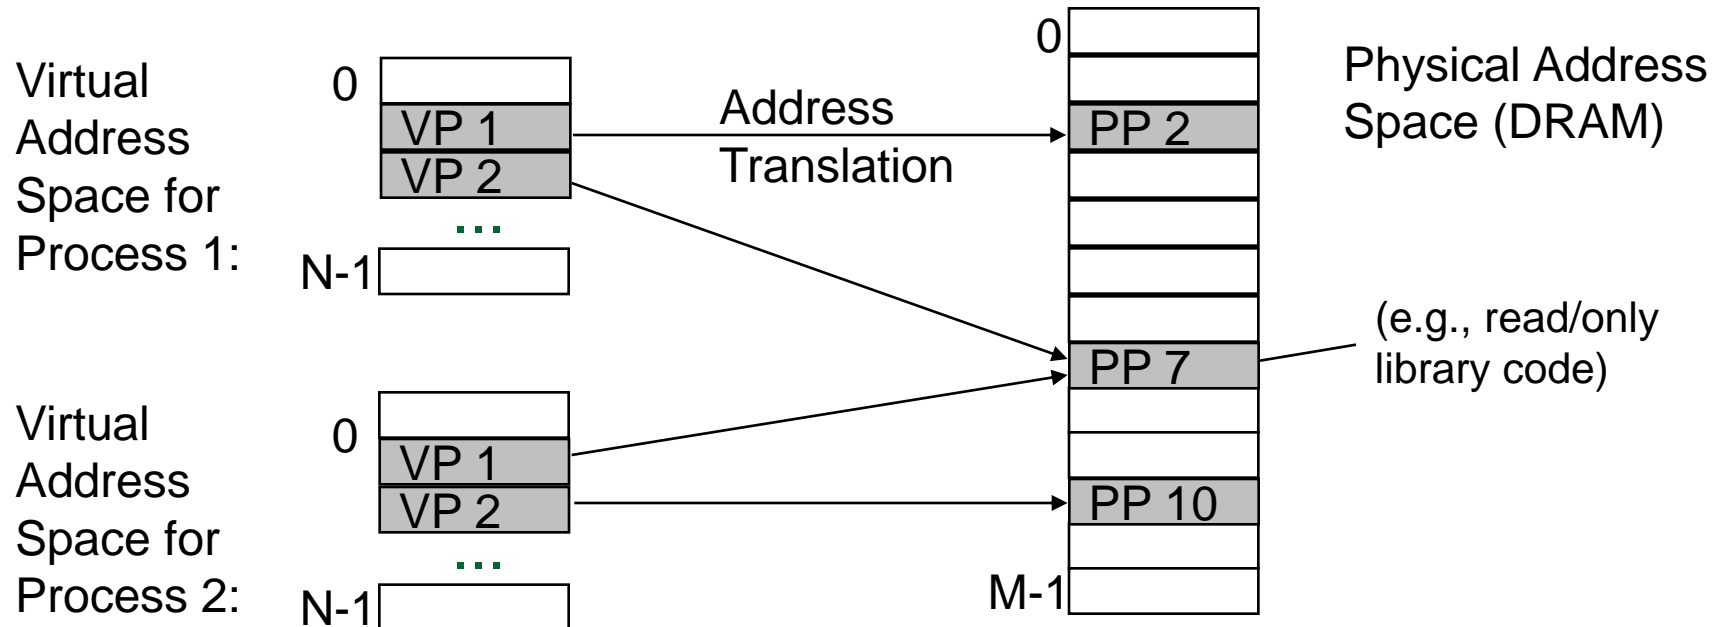 Virtual
Address
Space for
Process 1:
0
VP 1
VP 2
...
N-1
Address
Translation
0
PP 2
PP 7
PP 10
M-1
Physical Address
Space (DRAM)
(e.g., read/only
library code)
Virtual
Address
Space for
Process 2:
0
VP 1
VP 2
...
N-1